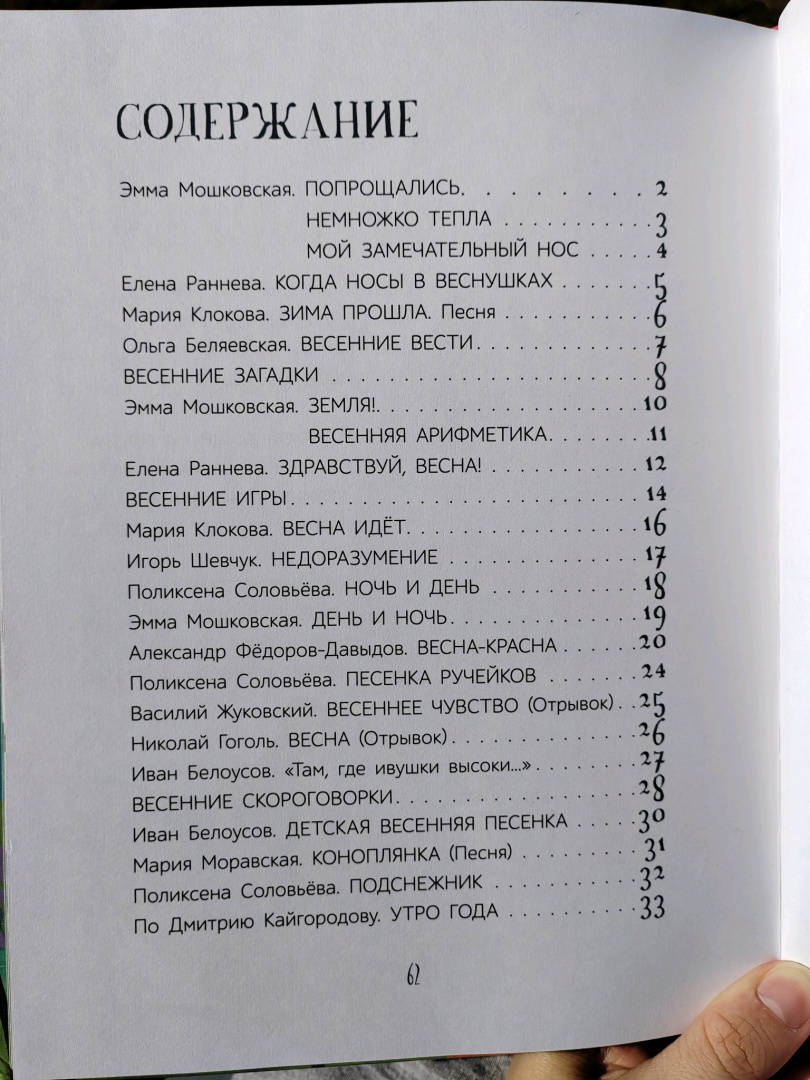 СОДЕРЖАНИЕ
Эмма Мошковская. ПОПРОЩАЛИСЬ. . . . . . . . 2
НЕМНОЖКО ТЕПЛА . . . . . . . . . . . 3
МОЙ ЗАМЕЧАТЕЛЬНЫЙ НОС . . . . . 4
Елена Раннева. КОГДА НОСЫ В ВЕСНУШКАХ . . . . . . . 5
Мария Клокова. ЗИМА ПРОШЛА. Песня . . . . . . . . . . . 6
Ольга Беляевская. ВЕСЕННИЕ ВЕСТИ. . . . . . . . . . . . . 7
ВЕСЕННИЕ ЗАГАДКИ . . . . . . . . . . . . . . . . . . . . . . 8
Эмма Мошковская. ЗЕМЛЯ!. . . . . . . . . . . . . . . . . . 10
ВЕСЕННЯЯ АРИФМЕТИКА. . . . . . . 11
Елена Раннева. ЗДРАВСТВУЙ, ВЕСНА! . . . . . . . . . . . 12
ВЕСЕННИЕ ИГРЫ. . . . . . . . . . . . . . . . . . . . . . . . 14
Мария Клокова. ВЕСНА ИДЁТ. . . . . . . . . . . . . . . . 16
Игорь Шевчук. НЕДОРАЗУМЕНИЕ . . . . . . . . . . . . . 17
Поликсена Соловьёва. НОЧЬ И ДЕНЬ . . . . . . . . . . . 18
Эмма Мошковская. ДЕНЬ И НОЧЬ. . . . . . . . . . . . . 19
Александр Фёдоров-Давыдов. ВЕСНА-КРАСНА . . . . . . 20
Поликсена Соловьёва. ПЕСЕНКА РУЧЕЙКОВ . . . . . . . 24
Василий Жуковский. ВЕСЕННЕЕ ЧУВСТВО (Отрывок) . . 25
Николай Гоголь. ВЕСНА (Отрывок). . . . . . . . . . . . . 26
Иван Белоусов. «Там, где ивушки высоки...» . . . . . . . . 27
ВЕСЕННИЕ СКОРОГОВОРКИ. . . . . . . . . . . . . . . . . 28
Иван Белоусов. ДЕТСКАЯ ВЕСЕННЯЯ ПЕСЕНКА . . . . . 30
Мария Моравская. КОНОПЛЯНКА (Песня) . . . . . . . . . 31
Поликсена Соловьёва. ПОДСНЕЖНИК . . . . . . . . . . . 32
По Дмитрию Кайгородову. УТРО ГОДА . . . . . . . . . . 33
62